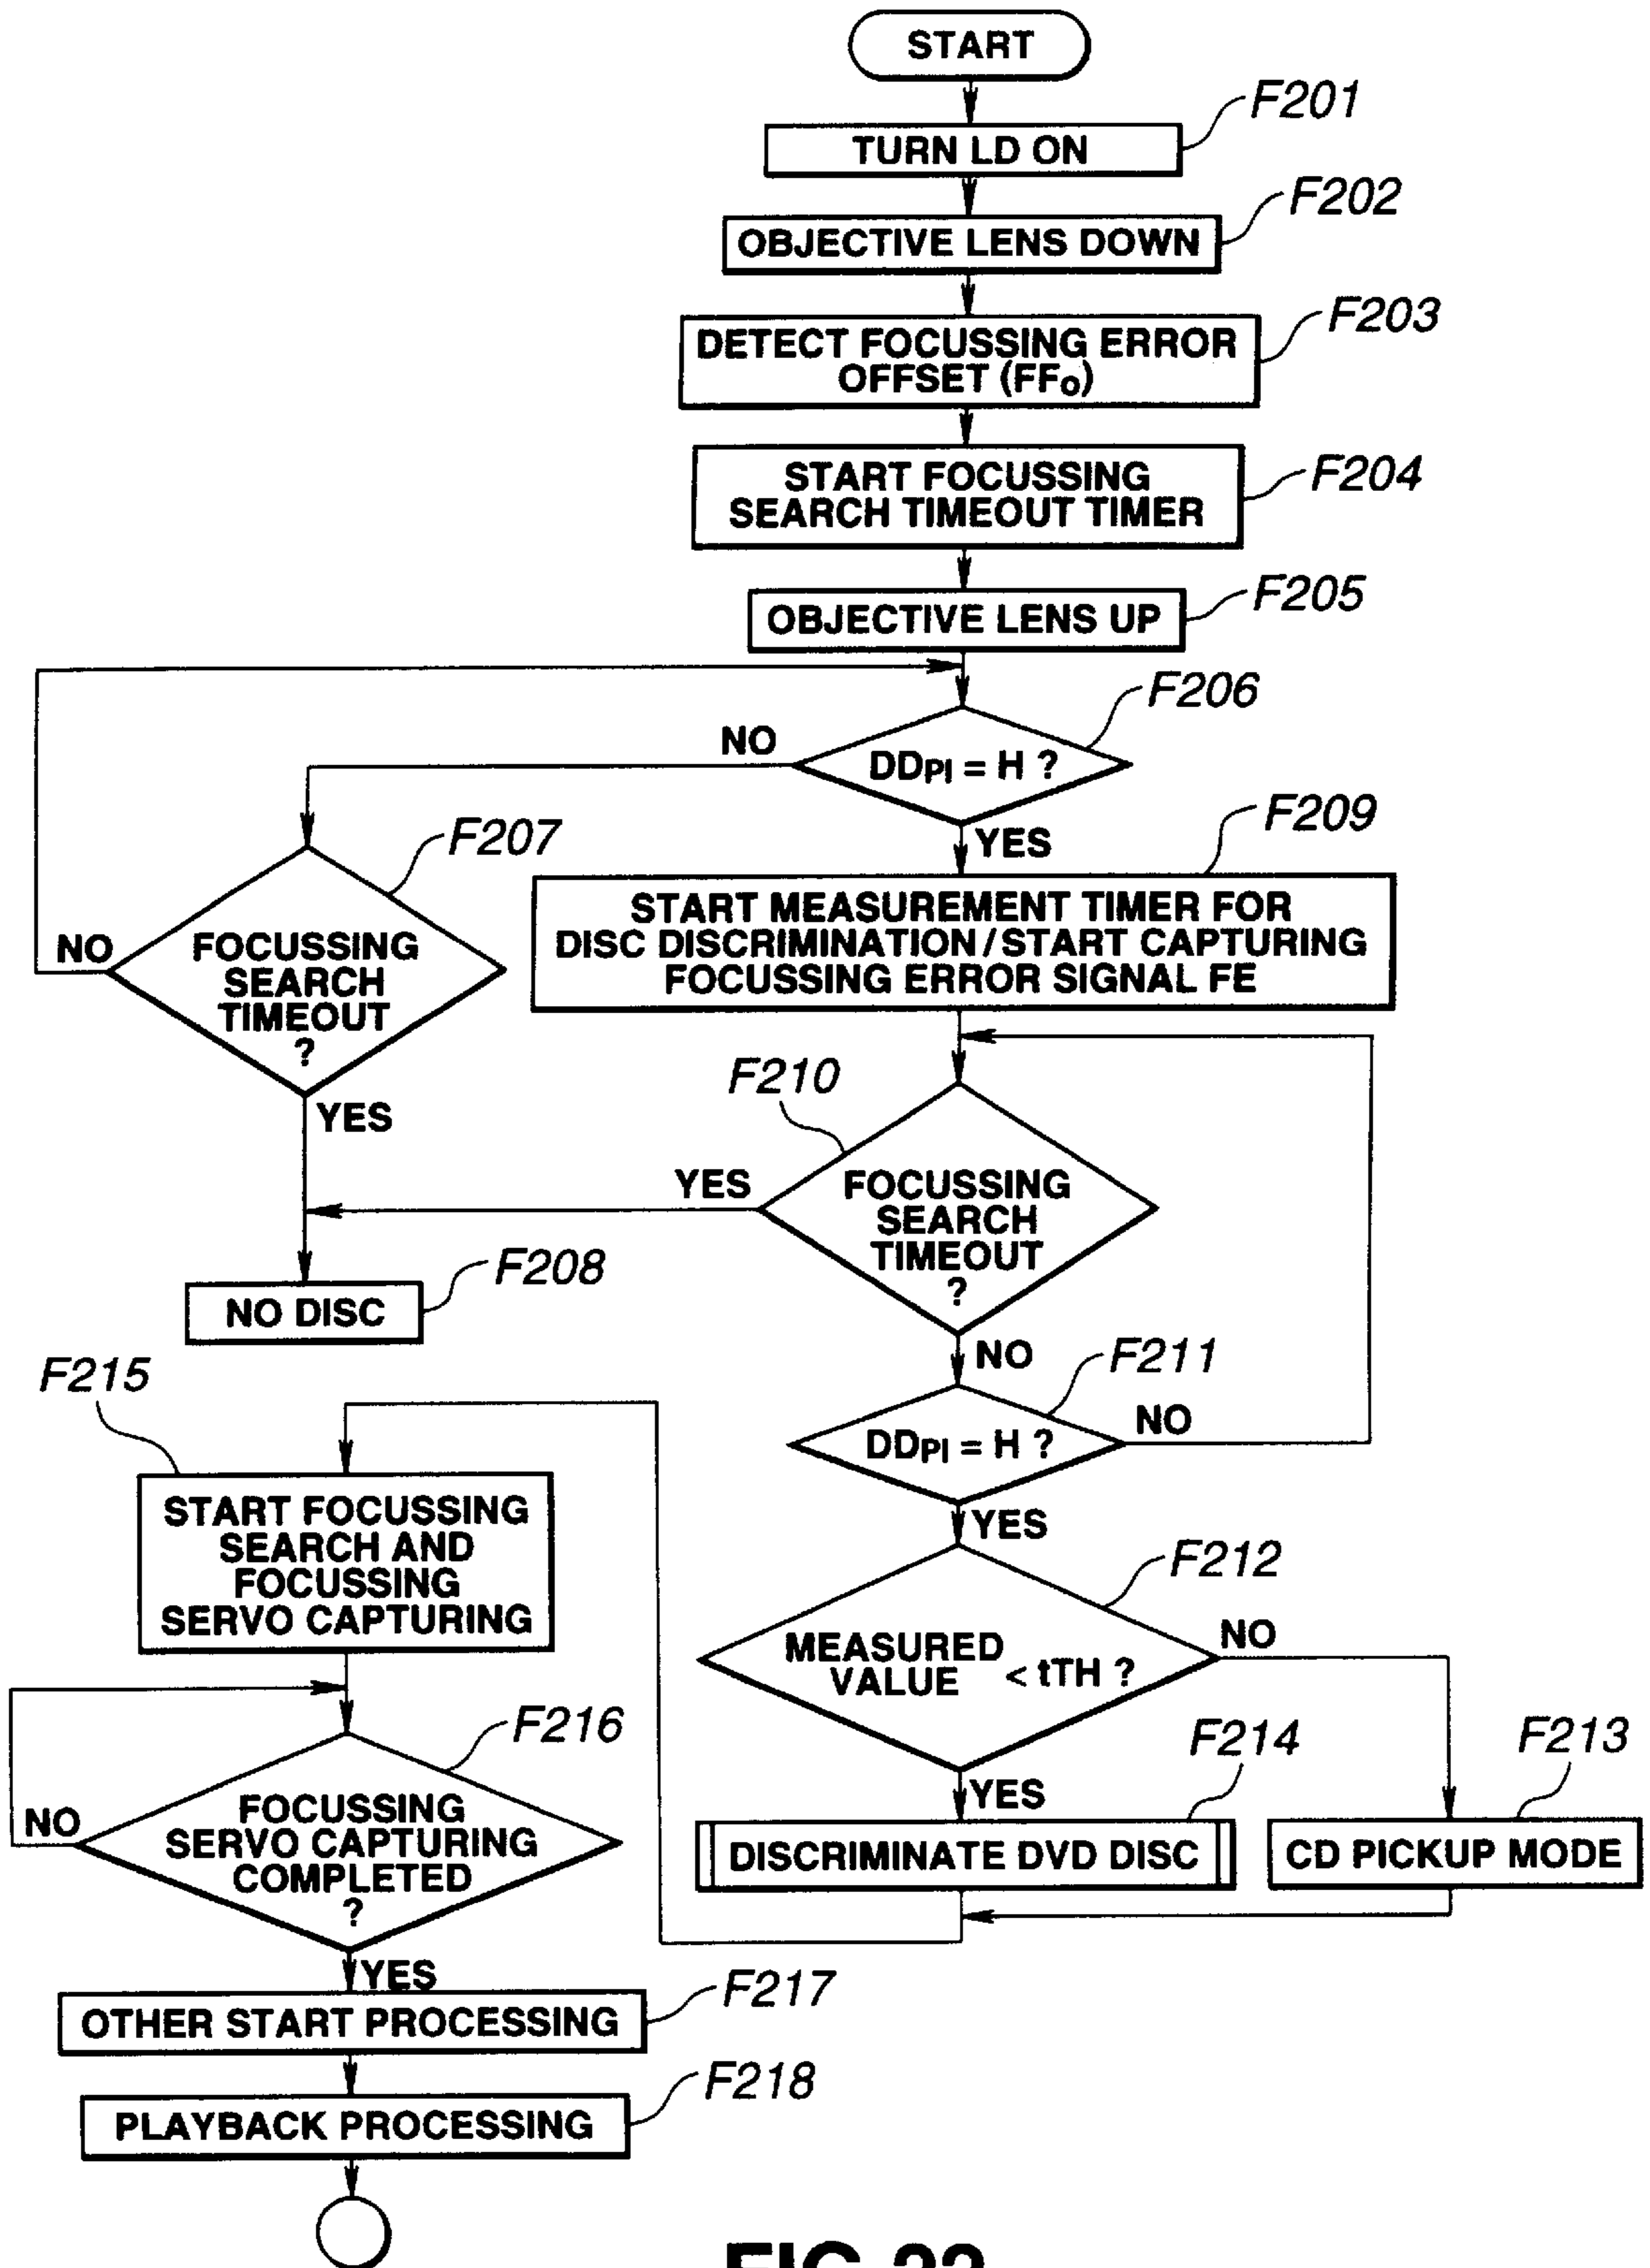 START
F201
TURN LD ON
F202
OBJECTIVE LENS DOWN
F203
DETECT FOCUSSING ERROR
OFFSET (FFo)
F204
START FOCUSSING
SEARCH TIMEOUT TIMER
F205
OBJECTIVE LENS UP
F206
NO
DDPI = H ?
F209
YES
F207
START MEASUREMENT TIMER FOR
DISC DISCRIMINATION/START CAPTURING
FOCUSSING ERROR SIGNAL FE
NO
FOCUSSING
SEARCH
TIMEOUT
?
YES
F210
YES
FOCUSSING
SEARCH
TIMEOUT
?
F208
NO DISC
NO
F211
F215
DDPI = H ?
NO
START FOCUSSING
SEARCH AND
FOCUSSING
SERVO CAPTURING
YES
F212
MEASURED
VALUE < tTH ?
NO
F216
F214
F213
NO
FOCUSSING
SERVO CAPTURING
COMPLETED
?
YES
DISCRIMINATE DVD DISC
CD PICKUP MODE
YES
F217
OTHER START PROCESSING
F218
PLAYBACK PROCESSING